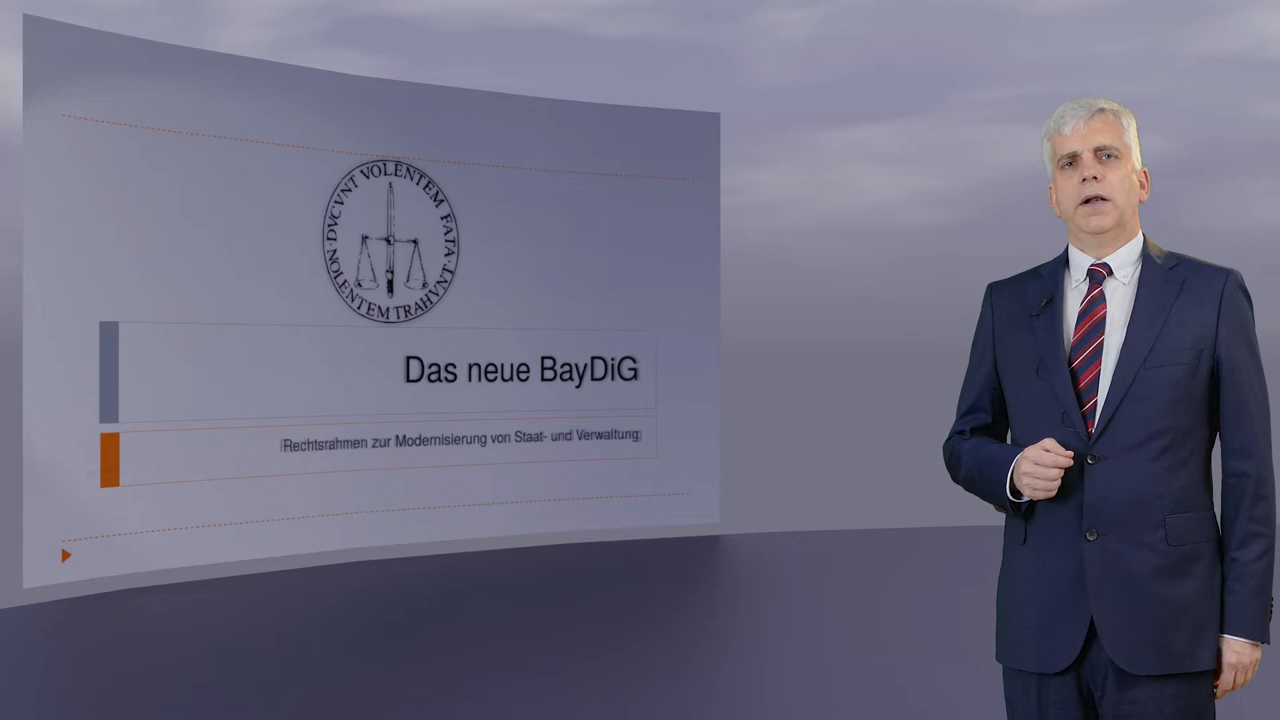 DVCVNT VOLENTEM FATA · NOLENTEM TRAHVNT ·
Das neue BayDiG
Rechtsrahmen zur Modernisierung von Staat- und Verwaltung